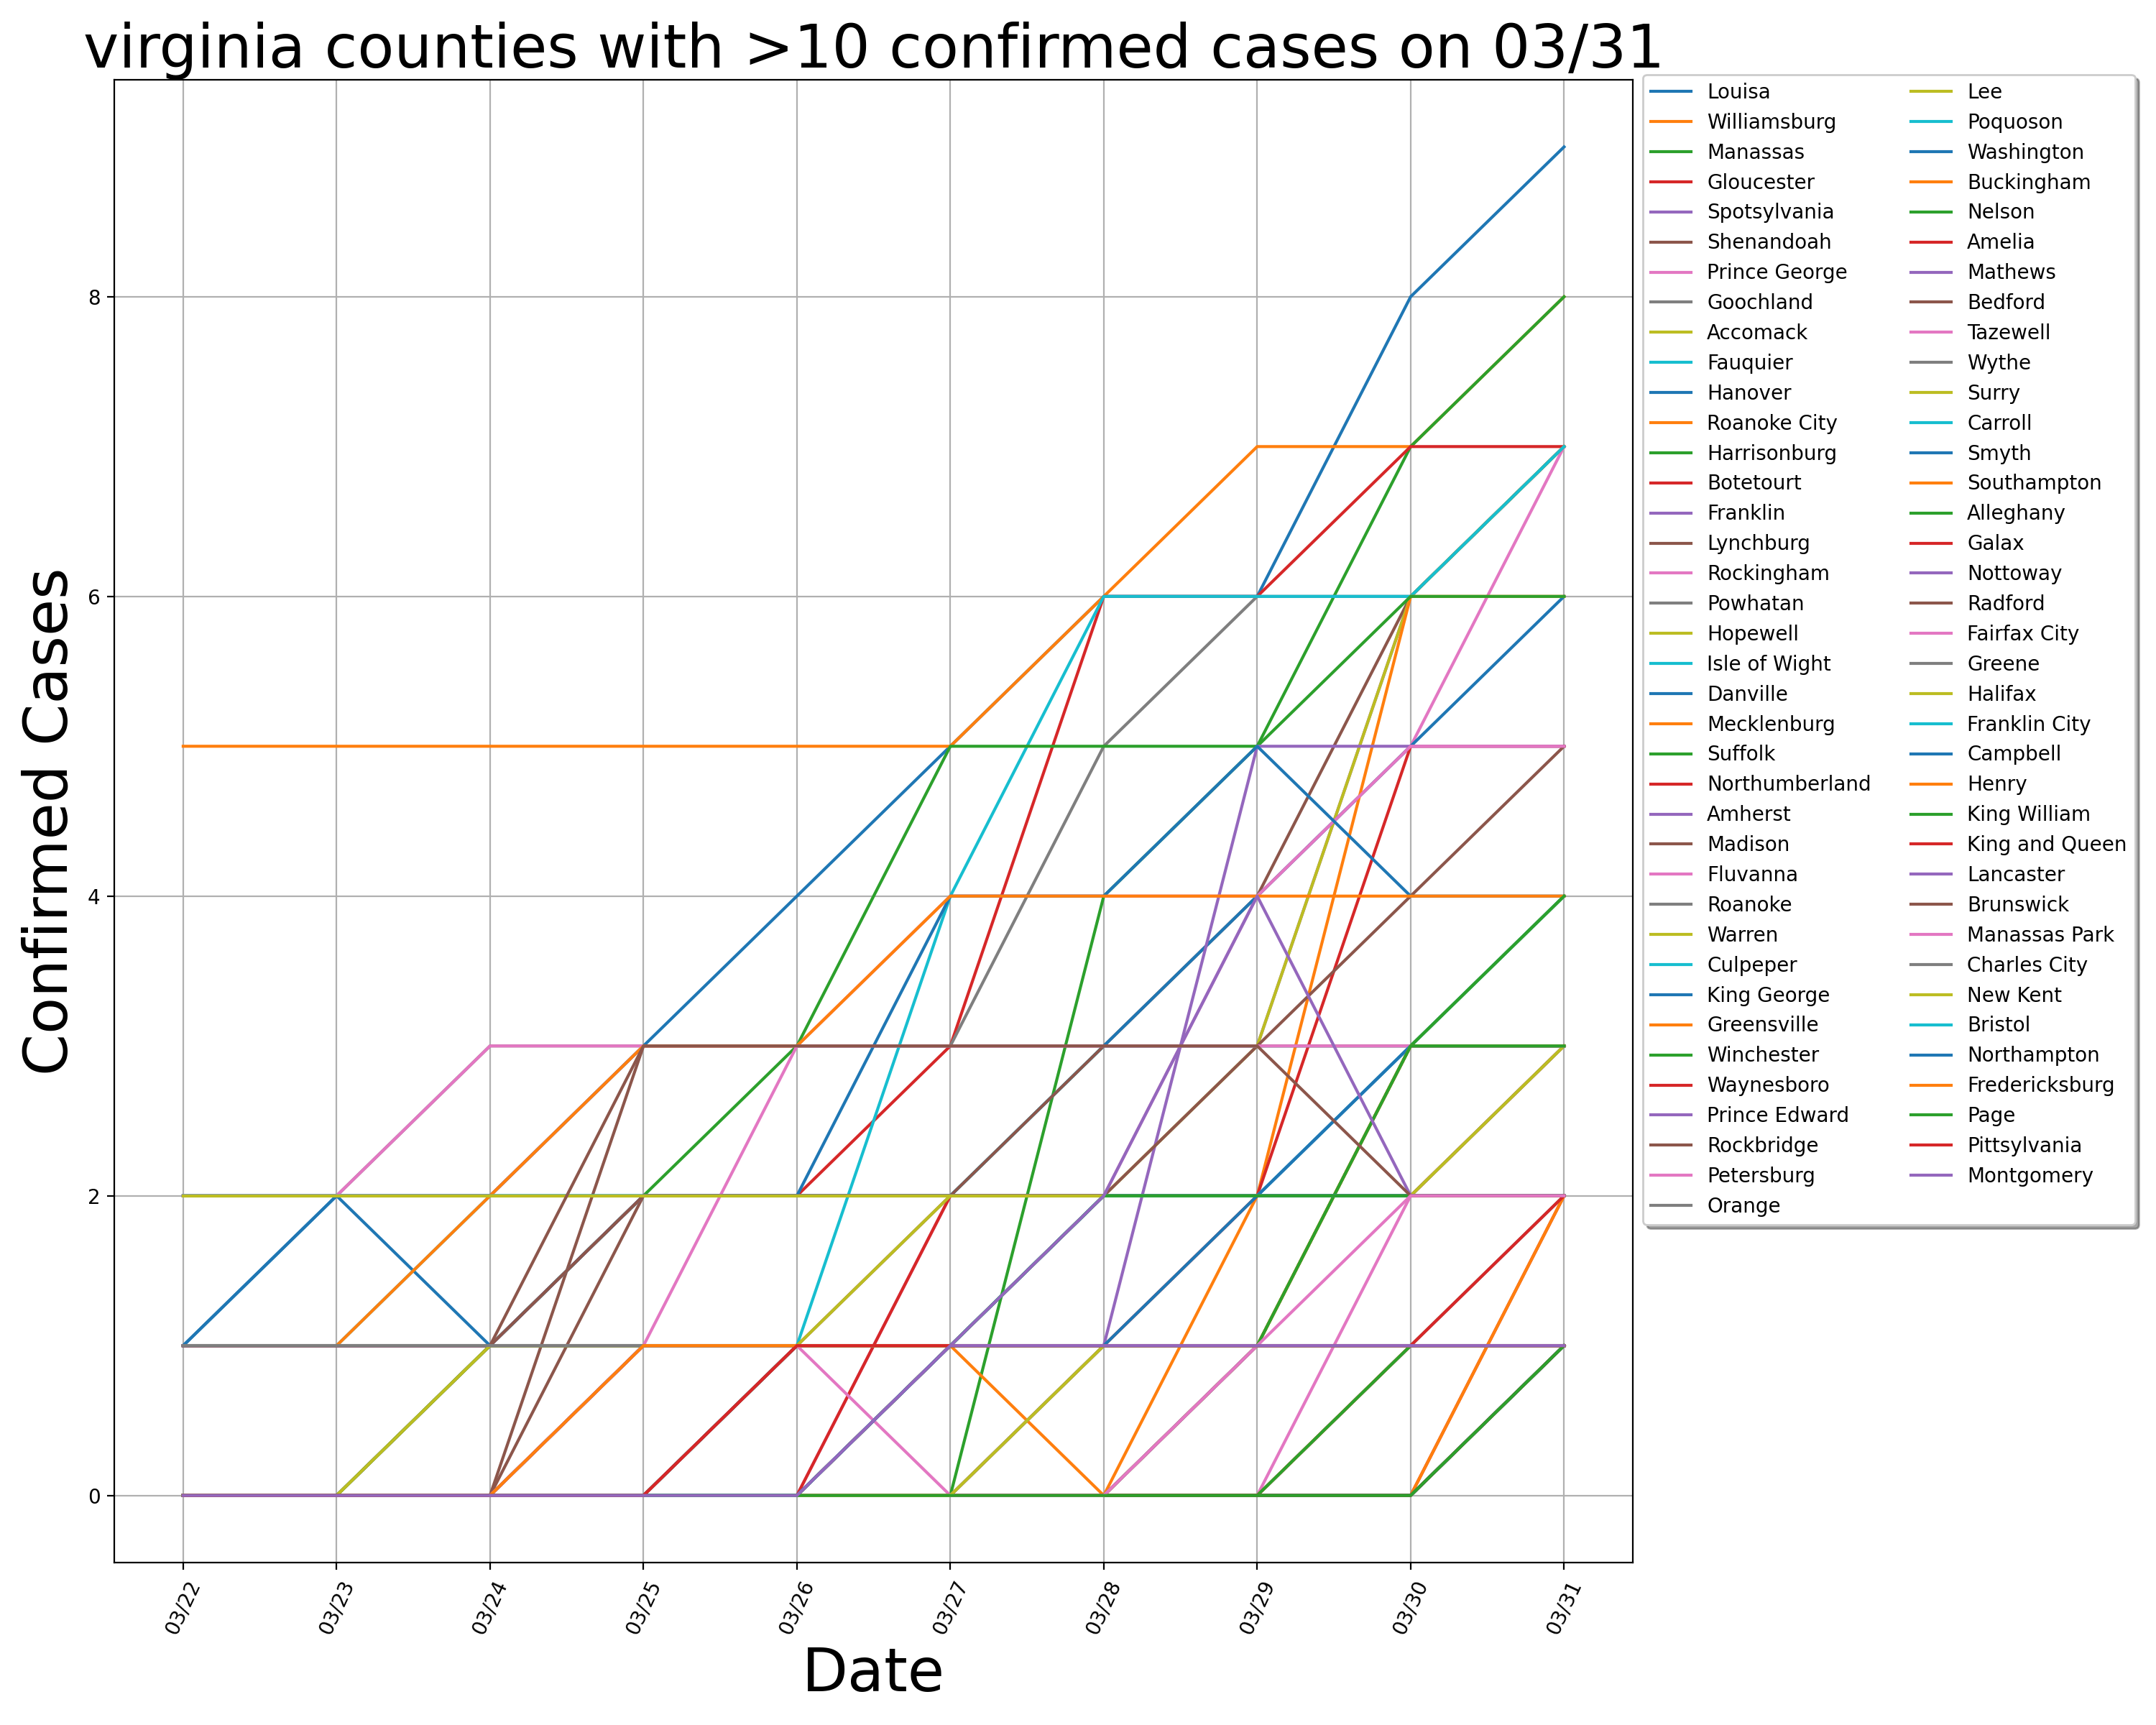 virginia counties with >10 confirmed cases on 03/31
Confirmed Cases
8
6
4
2
0
03/22
03/23
03/24
03/25
03/26
03/27
03/28
03/29
03/30
03/31
Date
Louisa
Williamsburg
Manassas
Gloucester
Spotsylvania
Shenandoah
Prince George
Goochland
Accomack
Fauquier
Hanover
Roanoke City
Harrisonburg
Botetourt
Franklin
Lynchburg
Rockingham
Powhatan
Hopewell
Isle of Wight
Danville
Mecklenburg
Suffolk
Northumberland
Amherst
Madison
Fluvanna
Roanoke
Warren
Culpeper
King George
Greensville
Winchester
Waynesboro
Prince Edward
Rockbridge
Petersburg
Orange
Lee
Poquoson
Washington
Buckingham
Nelson
Amelia
Mathews
Bedford
Tazewell
Wythe
Surry
Carroll
Smyth
Southampton
Alleghany
Galax
Nottoway
Radford
Fairfax City
Greene
Halifax
Franklin City
Campbell
Henry
King William
King and Queen
Lancaster
Brunswick
Manassas Park
Charles City
New Kent
Bristol
Northampton
Fredericksburg
Page
Pittsylvania
Montgomery